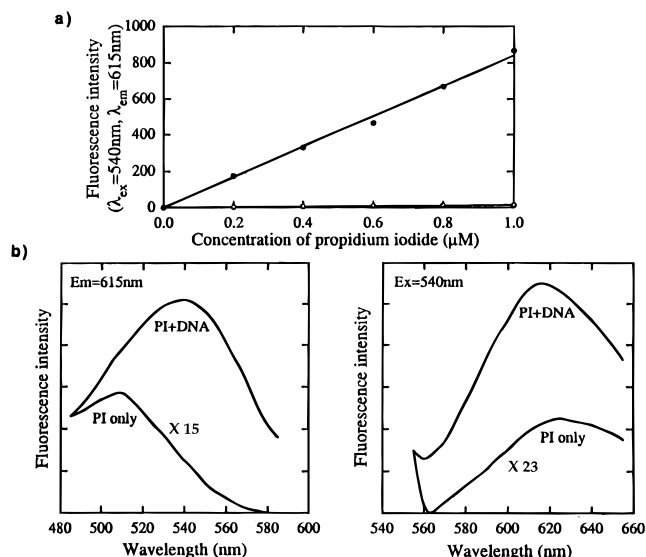 a)
Fluorescence intensity
(λex=540nm, λem=615nm)
1000
800
600
400
200
0
0.0 0.2 0.4 0.6 0.8 1.0
Concentration of propidium iodide (μM)
b)
Fluorescence intensity
Em=615nm
PI+DNA
PI only
X 15
480 500 520 540 560 580 600
Wavelength (nm)
Fluorescence intensity
Ex=540nm
PI+DNA
PI only
X 23
540 560 580 600 620 640 660
Wavelength (nm)